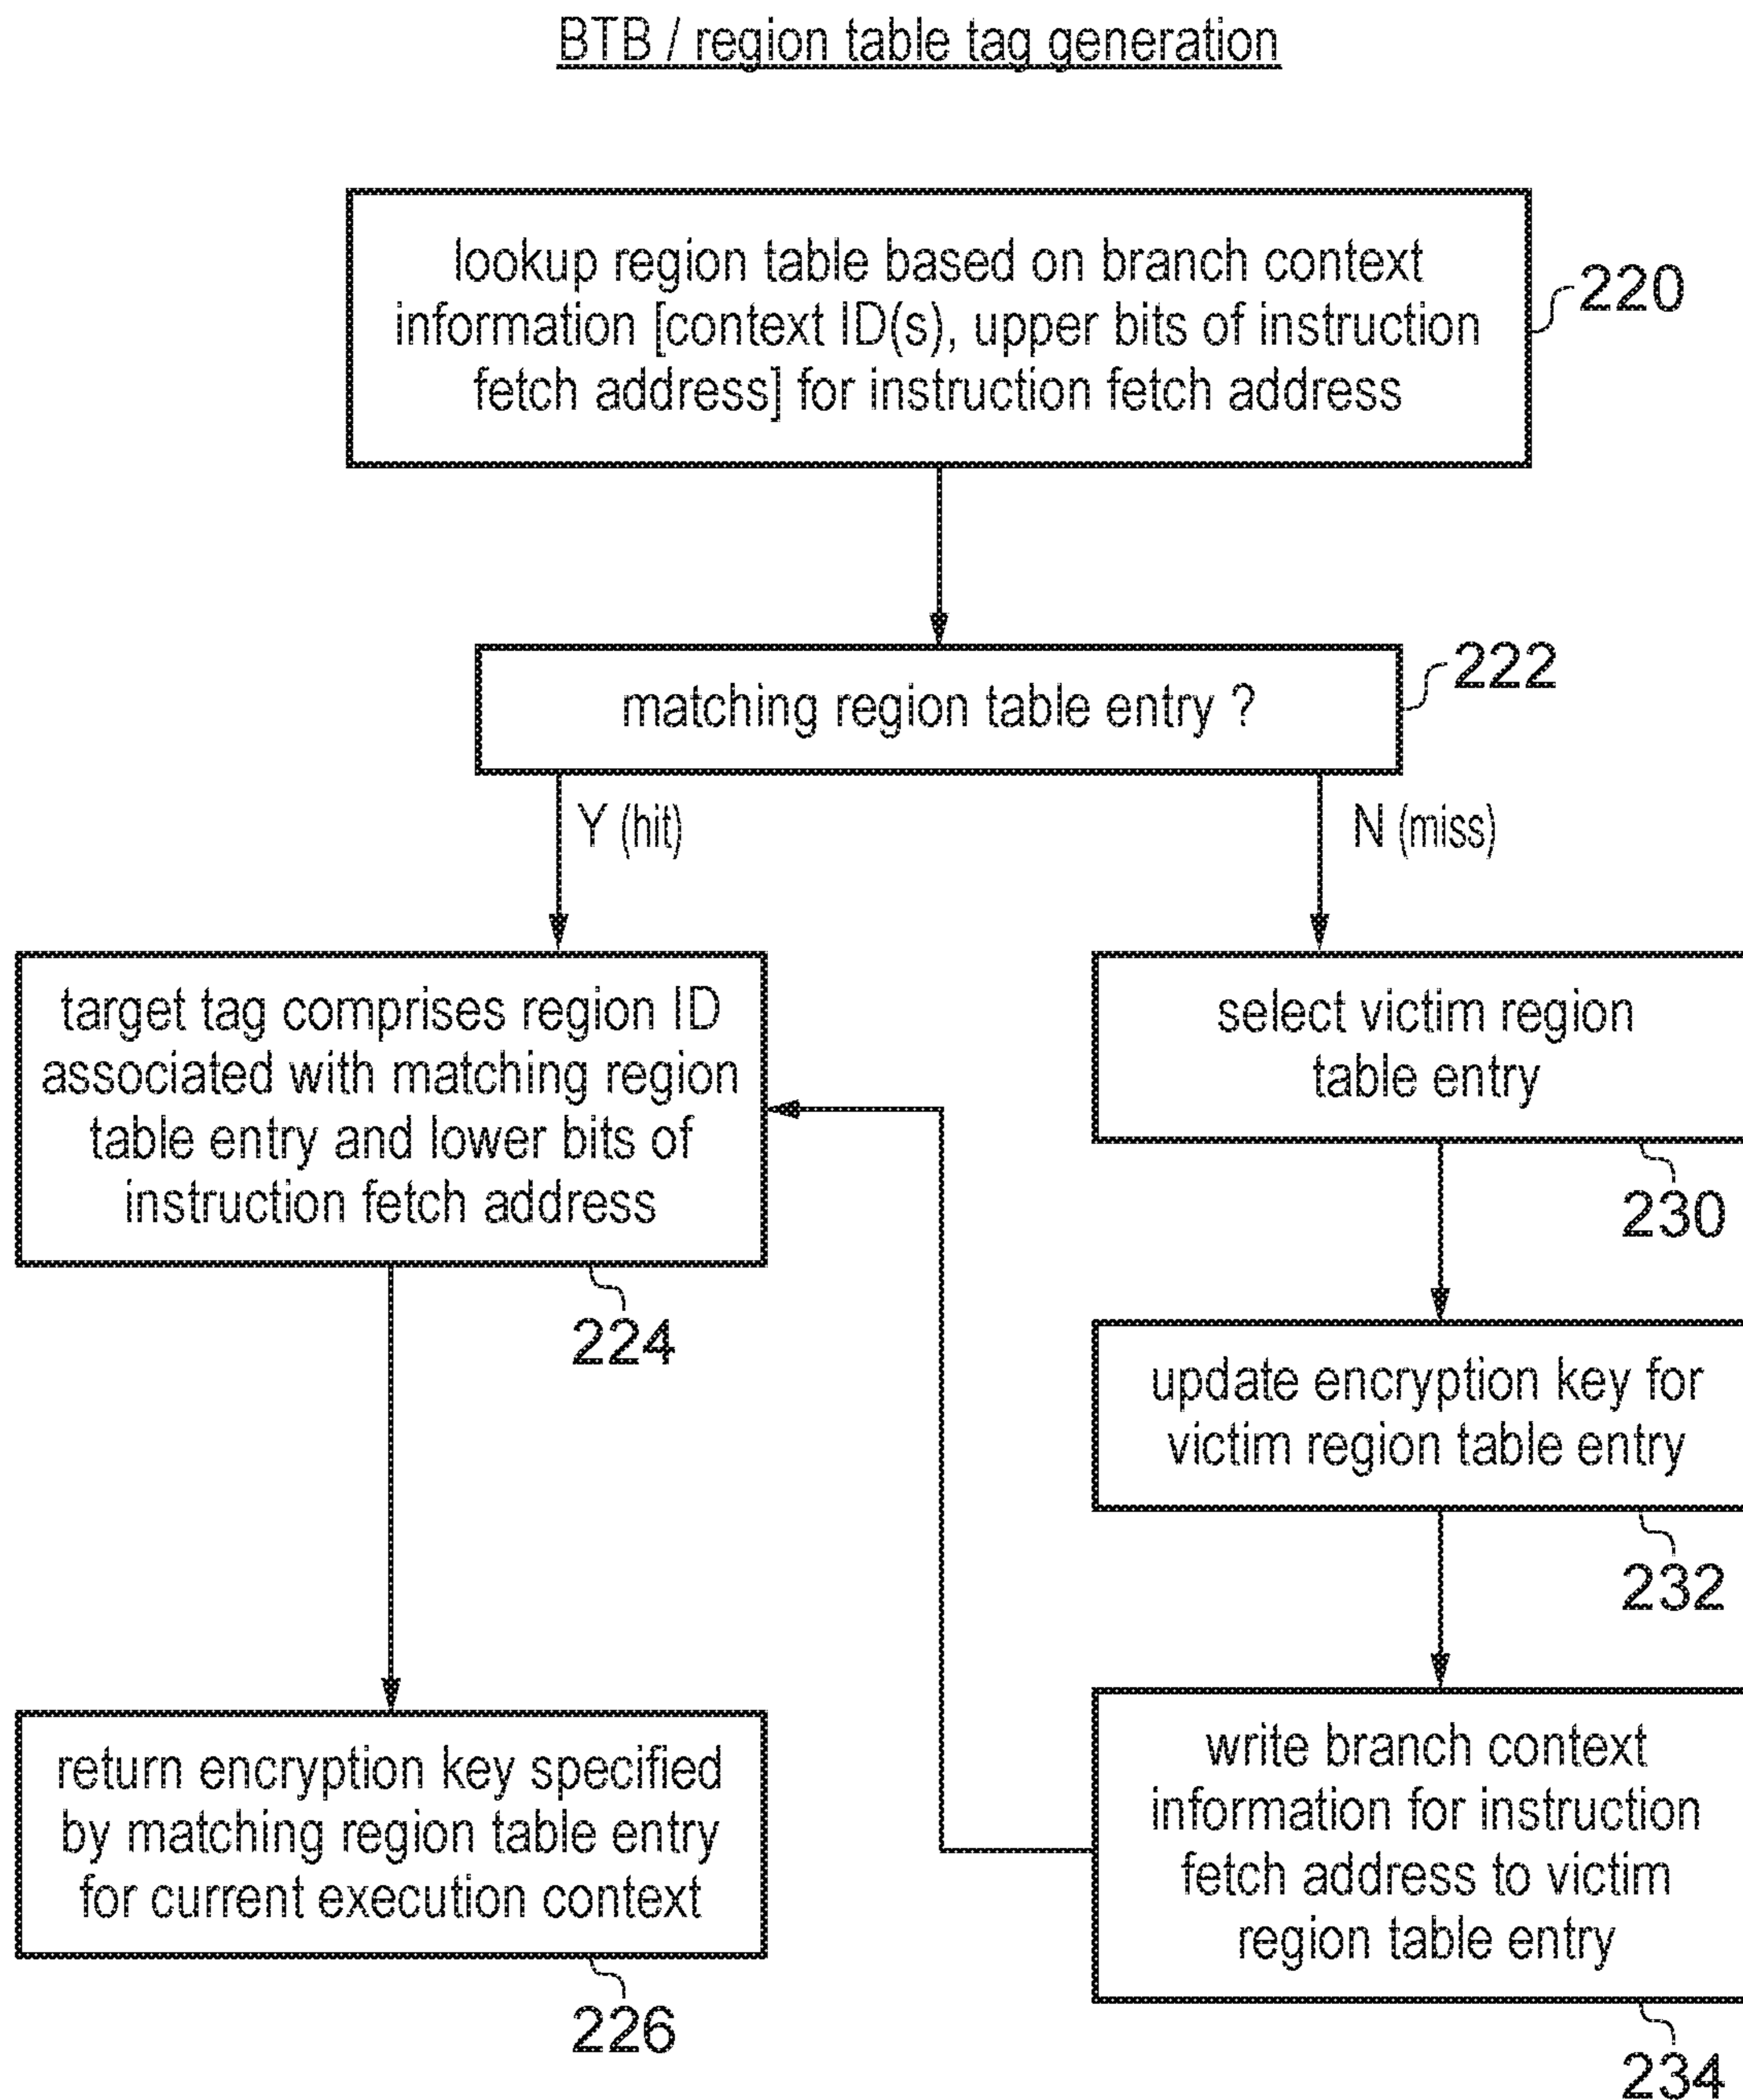 BTB / region table tag generation
lookup region table based on branch context
information [context ID(s), upper bits of instruction
fetch address] for instruction fetch address
220
matching region table entry ?
222
Y (hit)
N (miss)
target tag comprises region ID
associated with matching region
table entry and lower bits of
instruction fetch address
224
select victim region
table entry
230
update encryption key for
victim region table entry
232
return encryption key specified
by matching region table entry
for current execution context
226
write branch context
information for instruction
fetch address to victim
region table entry
234